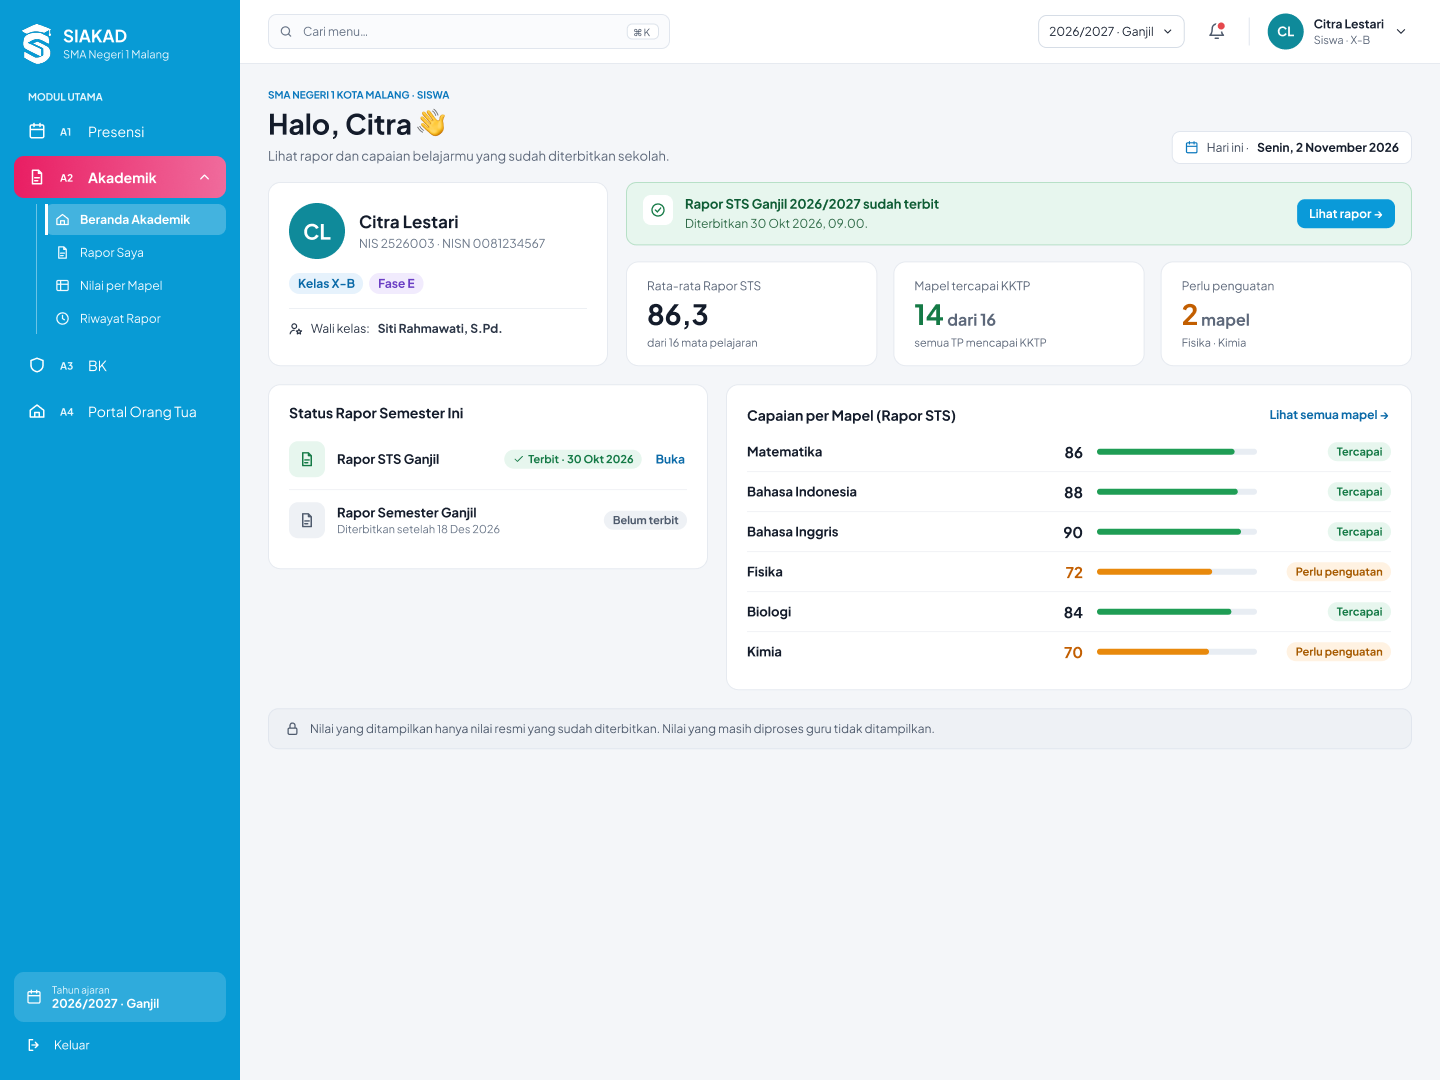 SIAKAD
SMA Negeri 1 Malang
MODUL UTAMA
A1 Presensi
A2 Akademik
Beranda Akademik
Rapor Saya
Nilai per Mapel
Riwayat Rapor
A3 BK
A4 Portal Orang Tua
Tahun ajaran
2026/2027 · Ganjil
Keluar
Cari menu...
⌘K
2026/2027 · Ganjil
CL
Citra Lestari
Siswa · X-B
SMA NEGERI 1 KOTA MALANG · SISWA
Halo, Citra 👋
Lihat rapor dan capaian belajarmu yang sudah diterbitkan sekolah.
Hari ini · Senin, 2 November 2026
CL
Citra Lestari
NIS 2526003 · NISN 0081234567
Kelas X-B
Fase E
Wali kelas: Siti Rahmawati, S.Pd.
Rapor STS Ganjil 2026/2027 sudah terbit
Diterbitkan 30 Okt 2026, 09.00.
Lihat rapor →
Rata-rata Rapor STS
86,3
dari 16 mata pelajaran
Mapel tercapai KKTP
14 dari 16
semua TP mencapai KKTP
Perlu penguatan
2 mapel
Fisika · Kimia
Status Rapor Semester Ini
Rapor STS Ganjil
Terbit · 30 Okt 2026
Buka
Rapor Semester Ganjil
Diterbitkan setelah 18 Des 2026
Belum terbit
Capaian per Mapel (Rapor STS)
Lihat semua mapel →
Matematika 86 Tercapai
Bahasa Indonesia 88 Tercapai
Bahasa Inggris 90 Tercapai
Fisika 72 Perlu penguatan
Biologi 84 Tercapai
Kimia 70 Perlu penguatan
Nilai yang ditampilkan hanya nilai resmi yang sudah diterbitkan. Nilai yang masih diproses guru tidak ditampilkan.